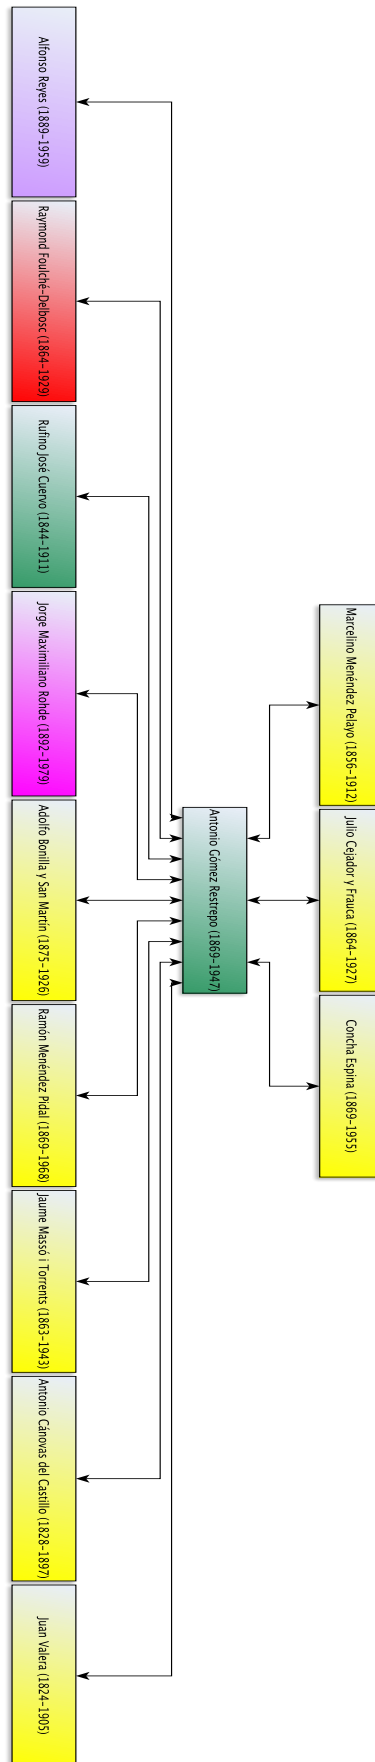 Marcelino Menéndez Pelayo (1856-1912)
Julio Cejador y Frauca (1864-1927)
Concha Espina (1869-1955)
Antonio Gómez Restrepo (1869-1947)
Alfonso Reyes (1889-1959)
Raymond Foulché-Delbosc (1864-1929)
Rufino José Cuervo (1844-1911)
Jorge Maximiliano Rohde (1892-1979)
Adolfo Bonilla y San Martín (1875-1926)
Ramón Menéndez Pidal (1869-1968)
Jaume Massó i Torrents (1863-1943)
Antonio Cánovas del Castillo (1828-1897)
Juan Valera (1824-1905)